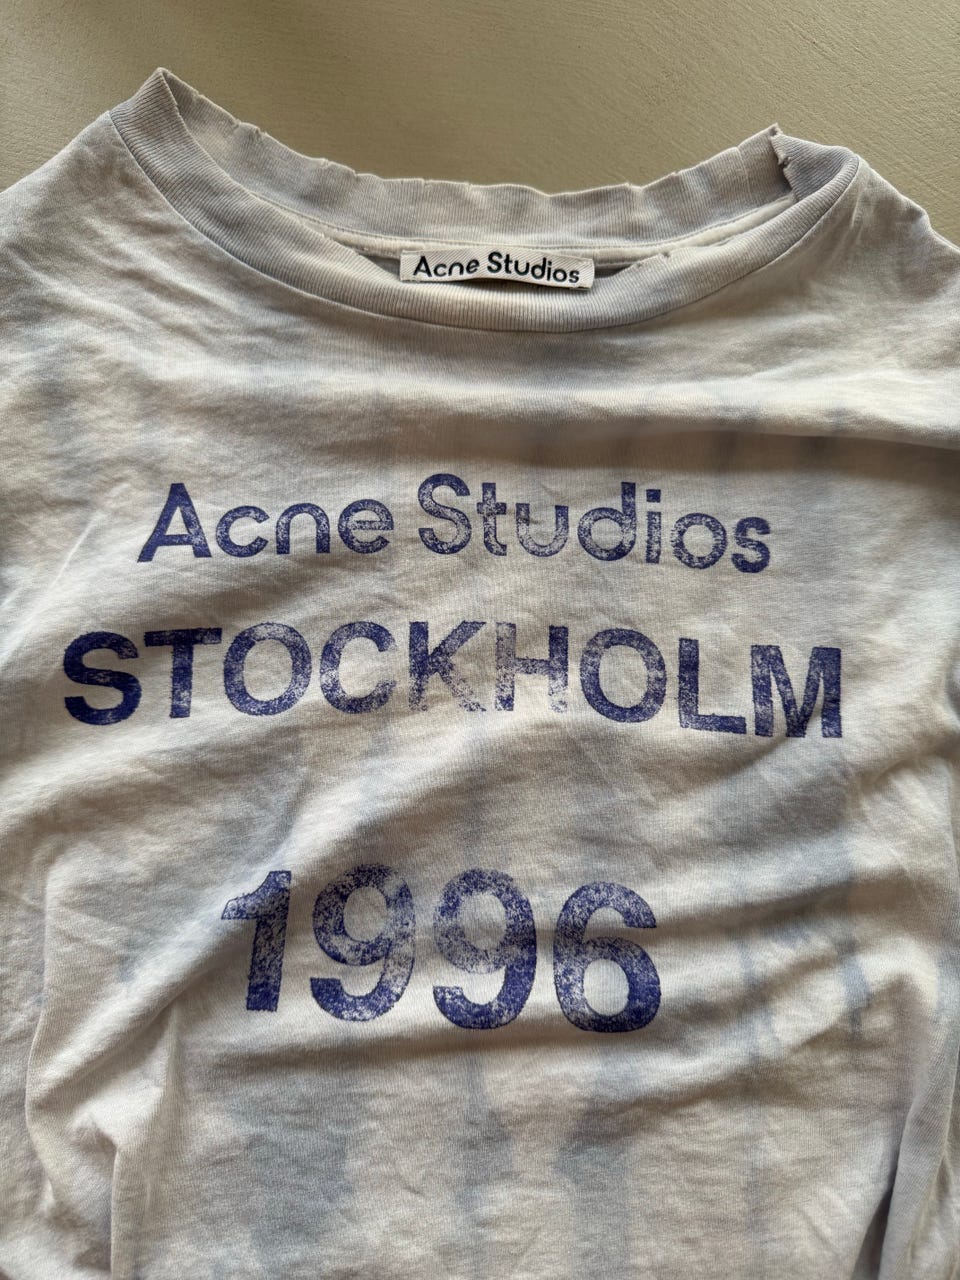 Acne Studios
Acne Studios
STOCKHOLM
1996